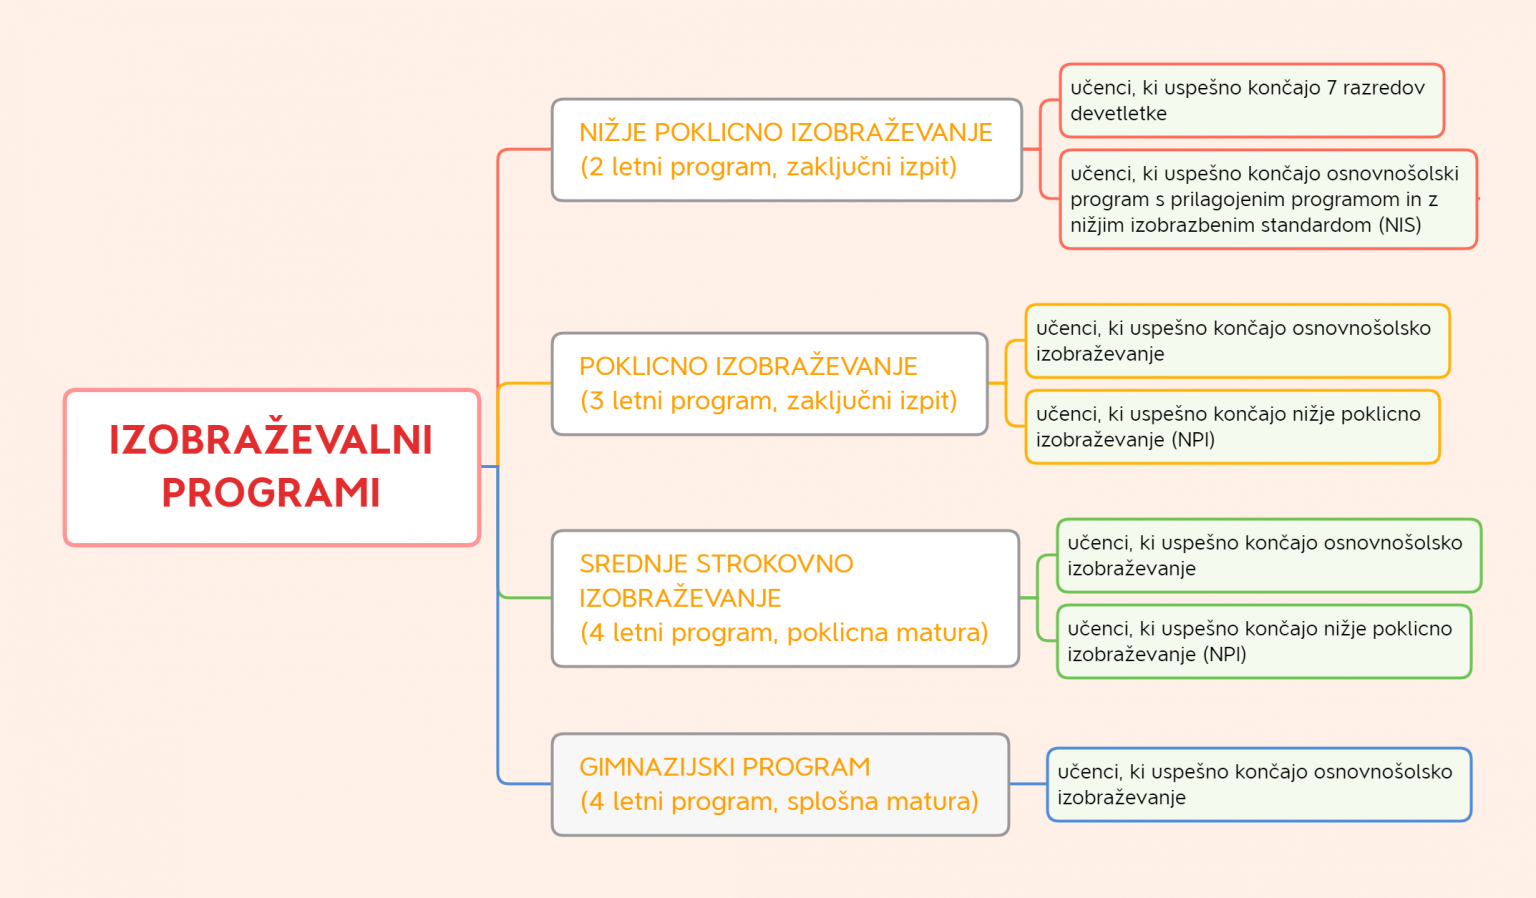 IZOBRAŽEVALNI
PROGRAMI
NIŽJE POKLICNO IZOBRAŽEVANJE
(2 letni program, zaključni izpit)
učenci, ki uspešno končajo 7 razredov
devetletke
učenci, ki uspešno končajo osnovnošolski
program s prilagojenim programom in z
nižjim izobrazbenim standardom (NIS)
POKLICNO IZOBRAŽEVANJE
(3 letni program, zaključni izpit)
učenci, ki uspešno končajo osnovnošolsko
izobraževanje
učenci, ki uspešno končajo nižje poklicno
izobraževanje (NPI)
SREDNJE STROKOVNO
IZOBRAŽEVANJE
(4 letni program, poklicna matura)
učenci, ki uspešno končajo osnovnošolsko
izobraževanje
učenci, ki uspešno končajo nižje poklicno
izobraževanje (NPI)
GIMNAZIJSKI PROGRAM
(4 letni program, splošna matura)
učenci, ki uspešno končajo osnovnošolsko
izobraževanje